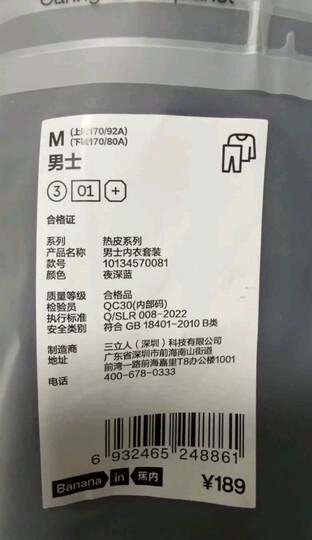 M (上装170/92A)
(下装170/80A)
男士
3 01 +
合格证
系列 热皮系列
产品名称 男士内衣套装
款号 10134570081
颜色 夜深蓝
质量等级 合格品
检验员 QC30(内部码)
执行标准 Q/SLR 008-2022
安全类别 符合 GB 18401-2010 B类
制造商 三立人（深圳）科技有限公司
地址 广东省深圳市前海南山街道
前湾一路前海嘉里T8办公楼1001
电话 400-678-0333
6 932465 248861
Banana in 蕉内
¥189